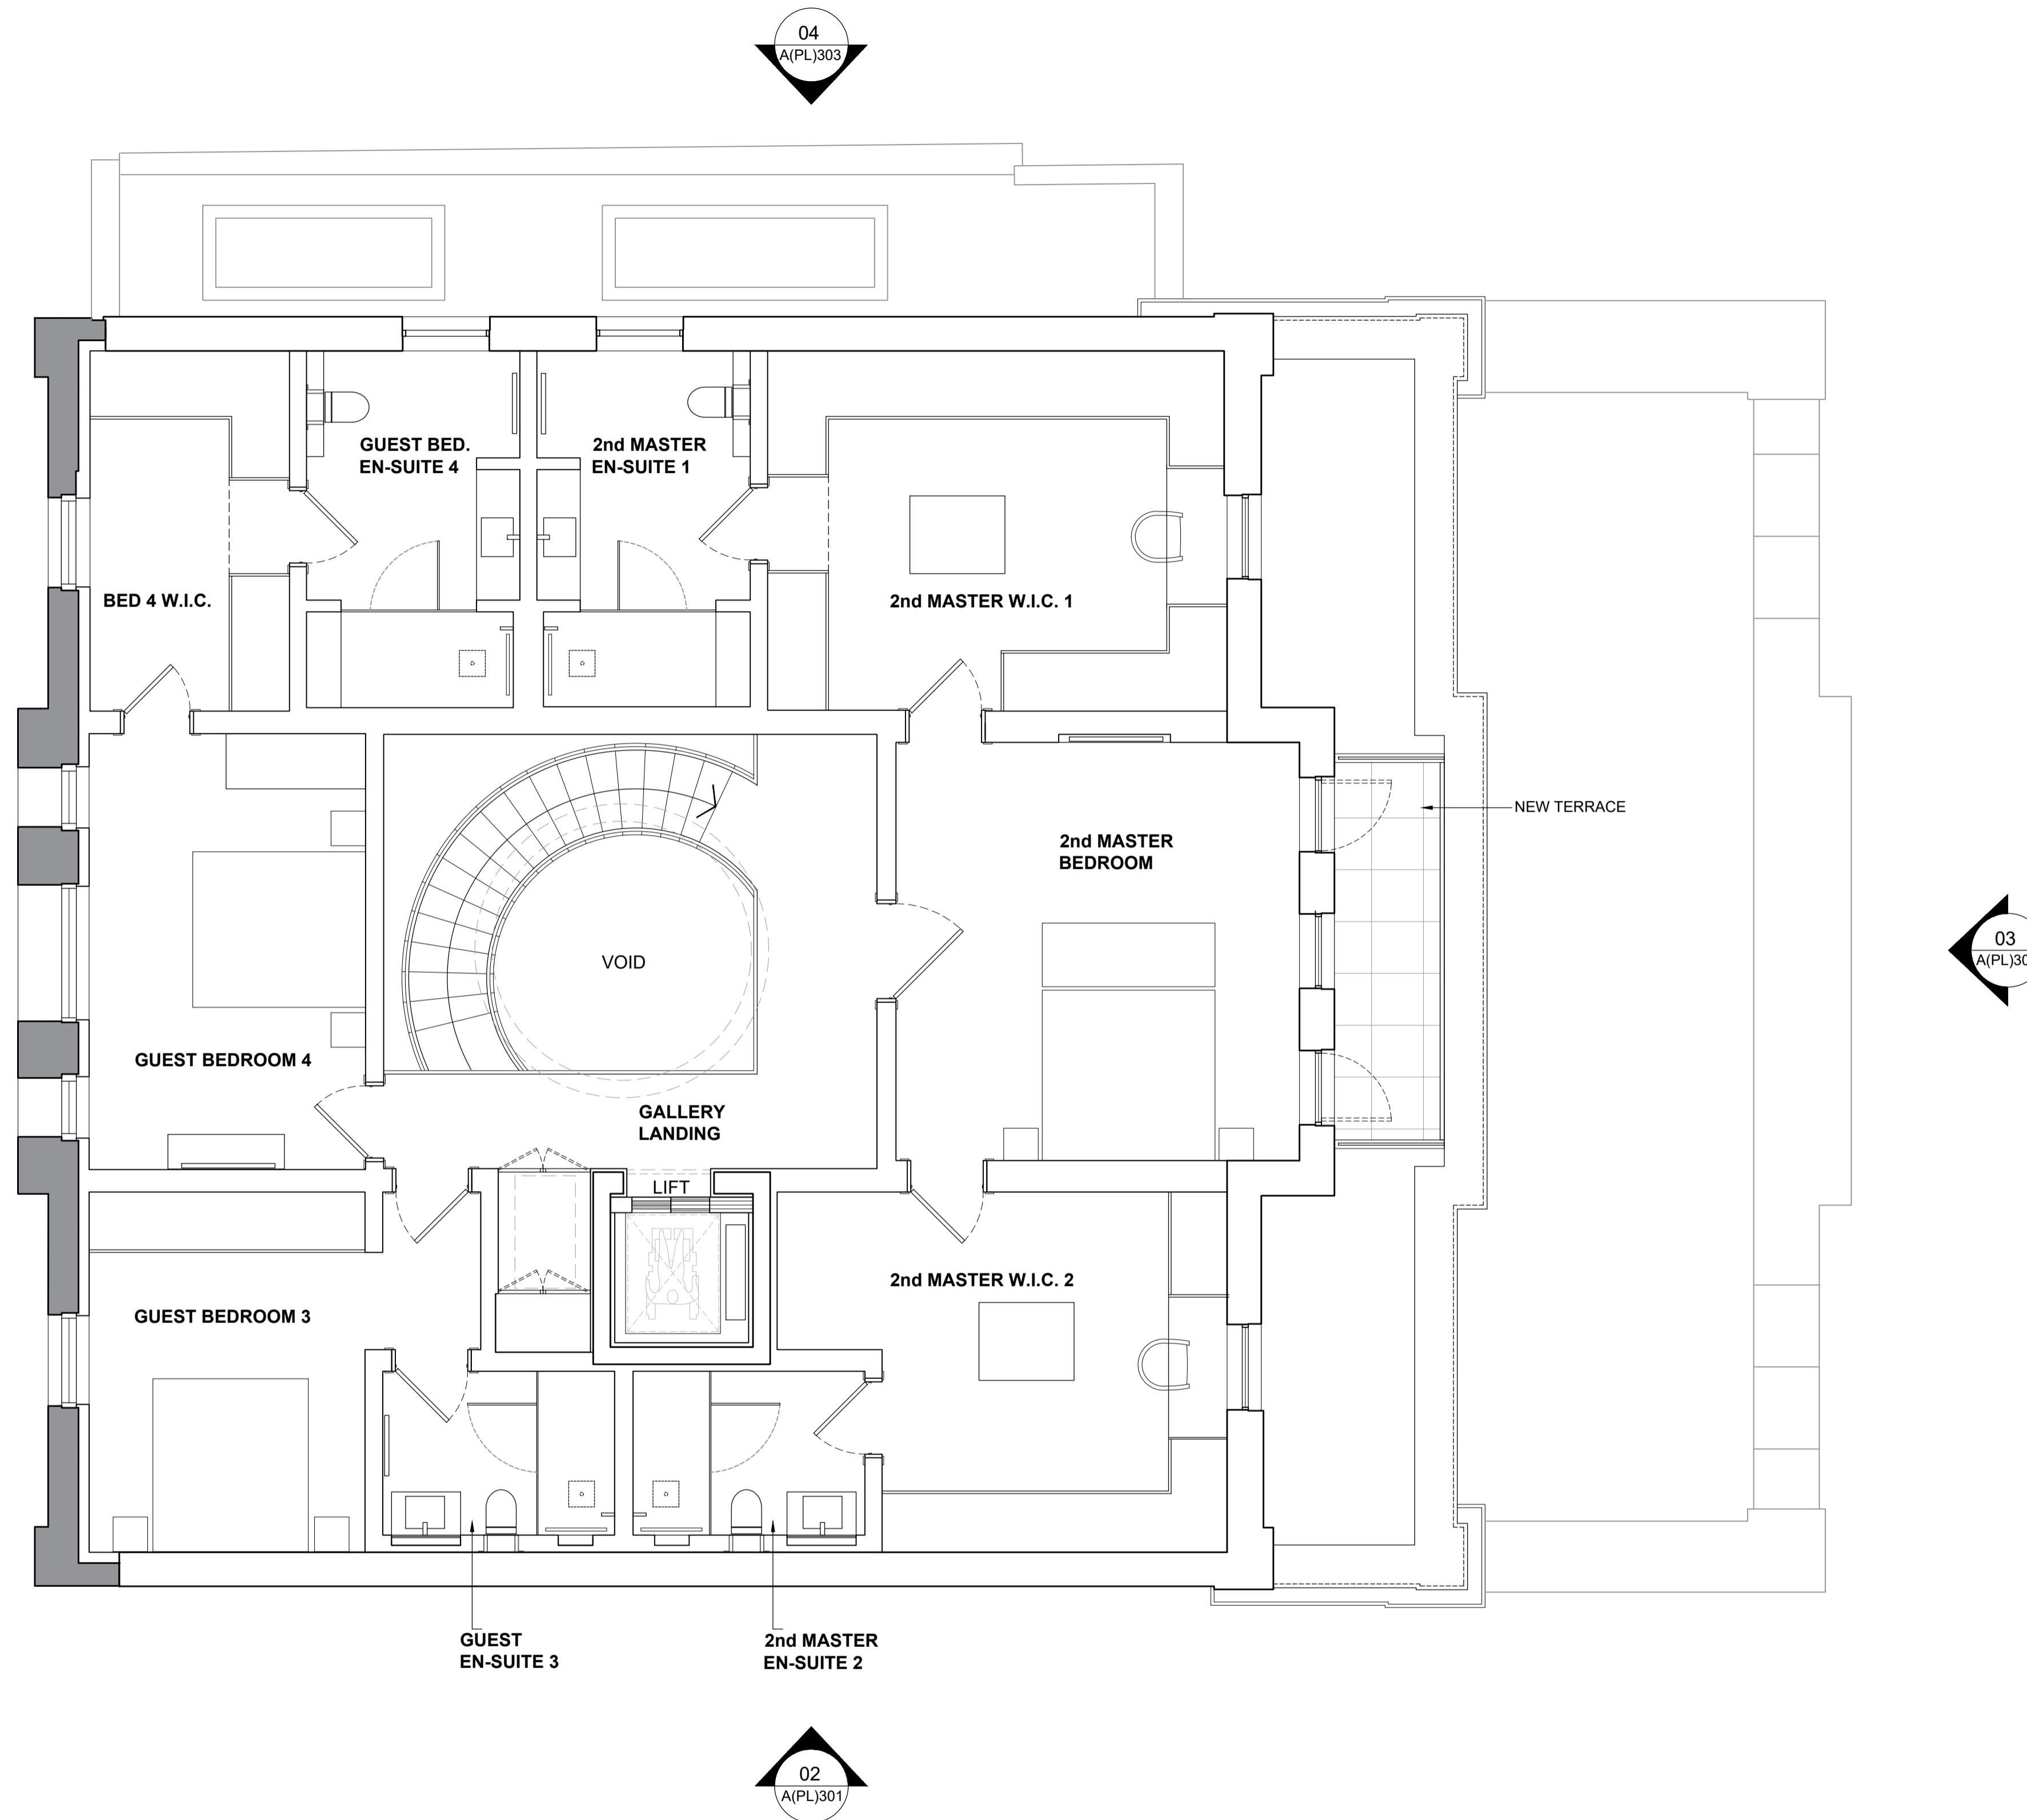 04
A(PL)303
GUEST BED.
EN-SUITE 4
2nd MASTER
EN-SUITE 1
BED 4 W.I.C.
2nd MASTER W.I.C. 1
NEW TERRACE
2nd MASTER
BEDROOM
03
A(PL)30
VOID
GUEST BEDROOM 4
GALLERY
LANDING
LIFT
2nd MASTER W.I.C. 2
GUEST BEDROOM 3
GUEST
EN-SUITE 3
2nd MASTER
EN-SUITE 2
02
A(PL)301